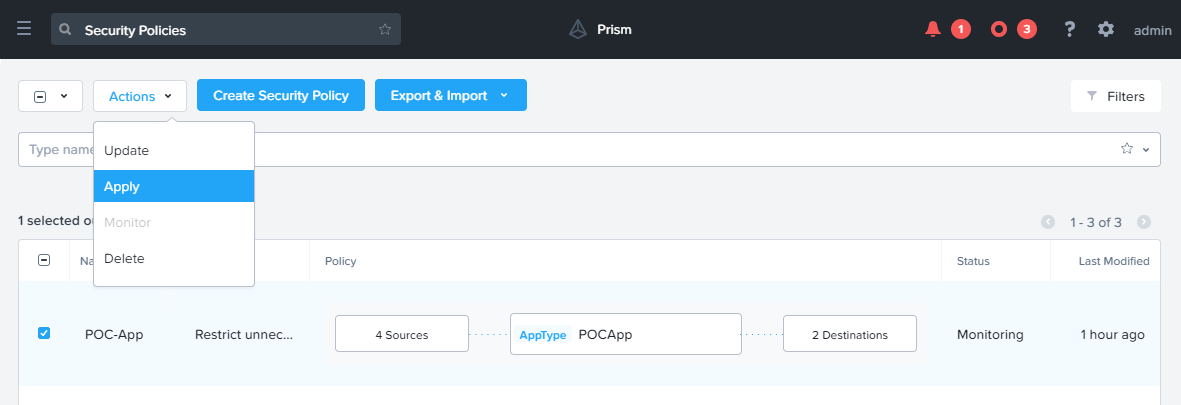 Security Policies
Prism
1
3
?
admin
Actions
Create Security Policy
Export & Import
Filters
Update
Type name
Apply
Monitor
1 selected
1 - 3 of 3
Delete
Policy
Status
Last Modified
POC-App
Restrict unnec...
4 Sources
AppType POCApp
2 Destinations
Monitoring
1 hour ago